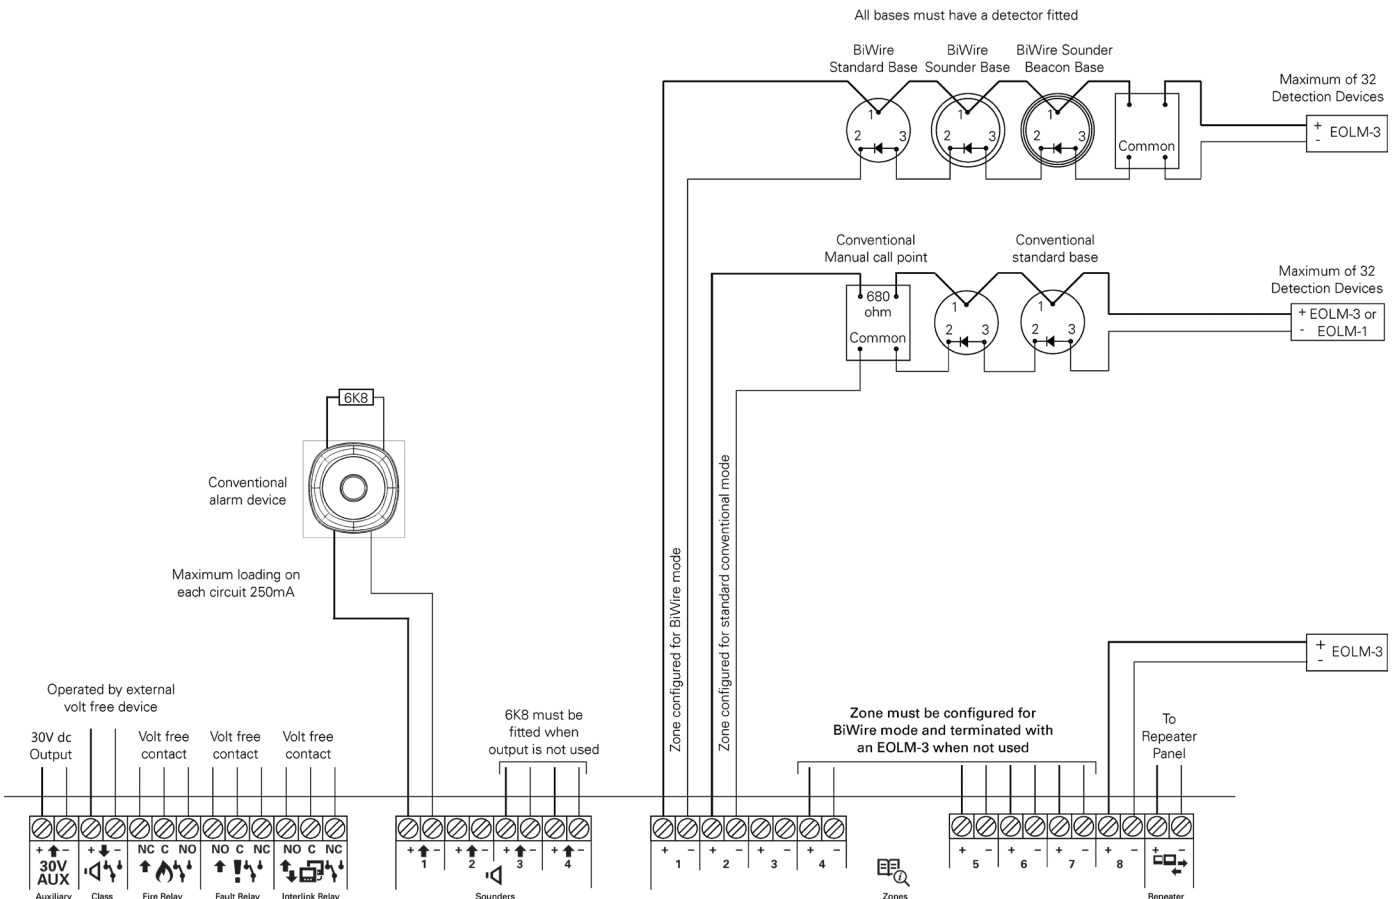 All bases must have a detector fitted
BiWire
Standard Base
BiWire
Sounder Base
BiWire Sounder
Beacon Base
Maximum of 32
Detection Devices
1
2 3
1
2 3
1
2 3
Common
+
-
EOLM-3
Conventional
Manual call point
Conventional
standard base
Maximum of 32
Detection Devices
680
ohm
Common
1
2 3
1
2 3
+ EOLM-3 or
- EOLM-1
6K8
Conventional
alarm device
Maximum loading on
each circuit 250mA
Zone configured for BiWire mode
Zone configured for standard conventional mode
+
-
EOLM-3
Operated by external
volt free device
30V dc
Output
Volt free
contact
Volt free
contact
Volt free
contact
6K8 must be
fitted when
output is not used
Zone must be configured for
BiWire mode and terminated with
an EOLM-3 when not used
To
Repeater
Panel
+ −
30V
AUX
Auxiliary
+ −
Class
NC C NO
Fire Relay
NO C NC
Fault Relay
NO C NC
Interlink Relay
+ − + − + − + −
1 2 3 4
Sounders
+ − + − + − + −
1 2 3 4
Zones
+ − + − + − + −
5 6 7 8
+ −
Repeater